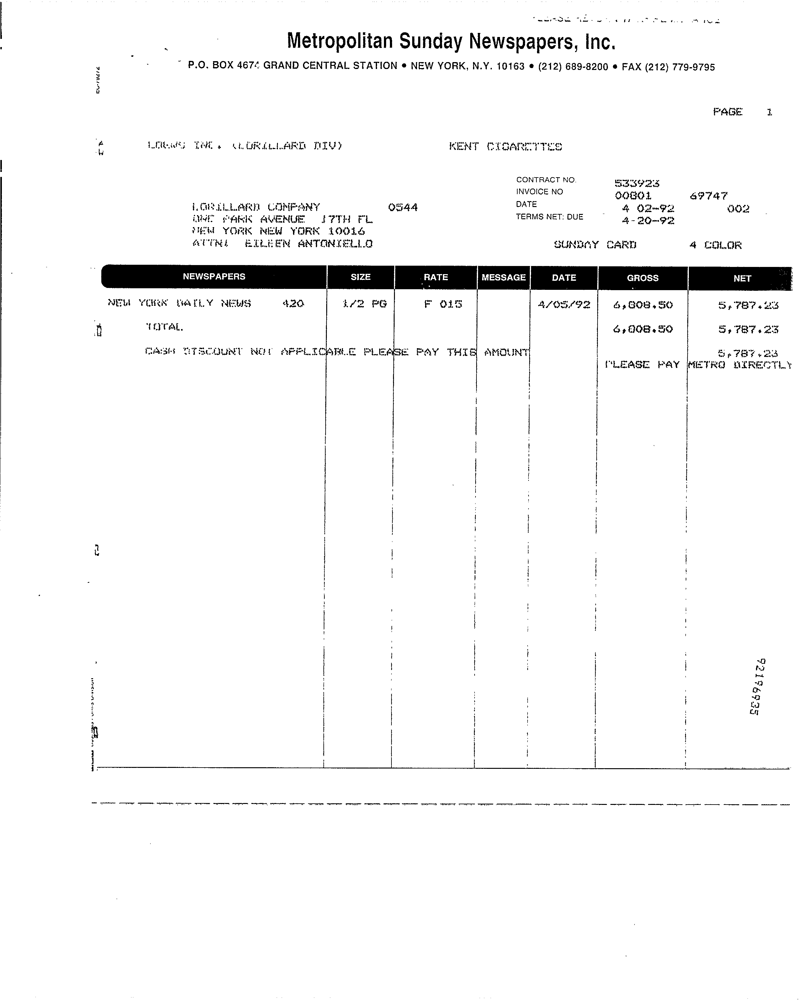 Metropolitan Sunday Newspapers, Inc.
P.O. BOX 4674 GRAND CENTRAL STATION • NEW YORK, N.Y. 10163 • (212) 689-8200 • FAX (212) 779-9795
PAGE 1
LOEWS INC. (LORILLARD DIV) KENT CIGARETTES
CONTRACT NO. 533923
INVOICE NO 00801 69747
LORILLARD COMPANY 0544 DATE 4 02-92 002
ONE PARK AVENUE 17TH FL TERMS NET: DUE 4-20-92
NEW YORK NEW YORK 10016
ATTN: EILEEN ANTONIELLO SUNDAY CARD 4 COLOR
NEWSPAPERS SIZE RATE MESSAGE DATE GROSS NET
NEW YORK DAILY NEWS 420 1/2 PG F 015 4/05/92 6,808.50 5,787.23
TOTAL 6,808.50 5,787.23
CASH DISCOUNT NOT APPLICABLE PLEASE PAY THIS AMOUNT 5,787.23
PLEASE PAY METRO DIRECTLY
92196935